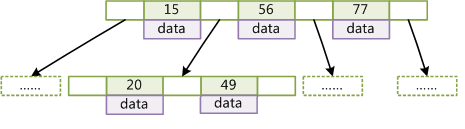 15 56 77
data data data
...... 20 49 ...... ......
data data